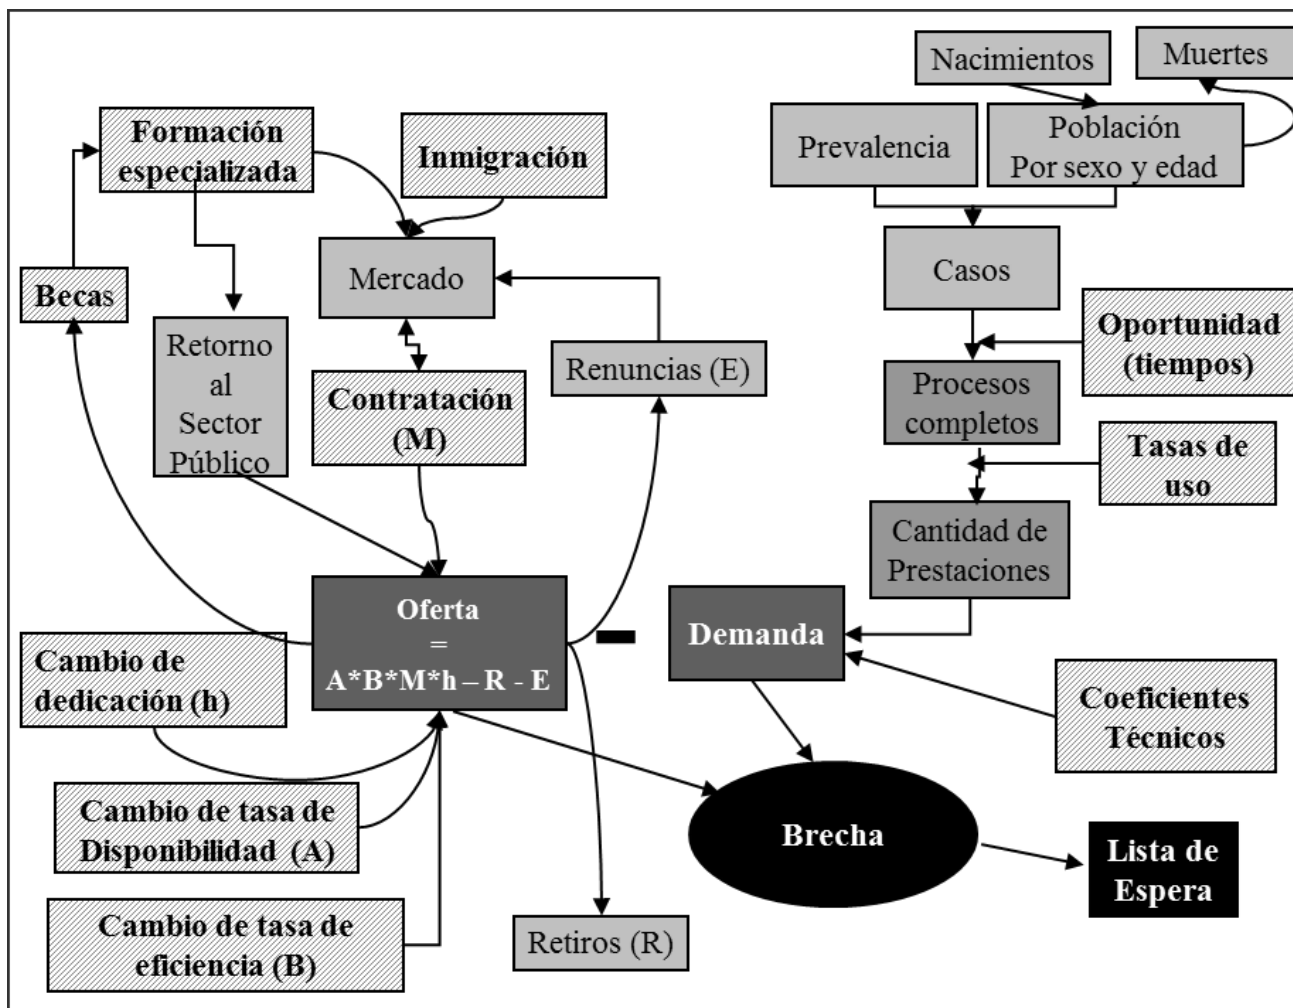 Nacimientos
Muertes
Formación
especializada
Inmigración
Prevalencia
Población
Por sexo y edad
Mercado
Casos
Becas
Oportunidad
(tiempos)
Retorno
al
Sector
Público
Renuncias (E)
Contratación
(M)
Procesos
completos
Tasas de
uso
Cantidad de
Prestaciones
Oferta
=
A*B*M*h – R - E
Demanda
Cambio de
dedicación (h)
Coeficientes
Técnicos
Cambio de tasa de
Disponibilidad (A)
Brecha
Lista de
Espera
Cambio de tasa de
eficiencia (B)
Retiros (R)